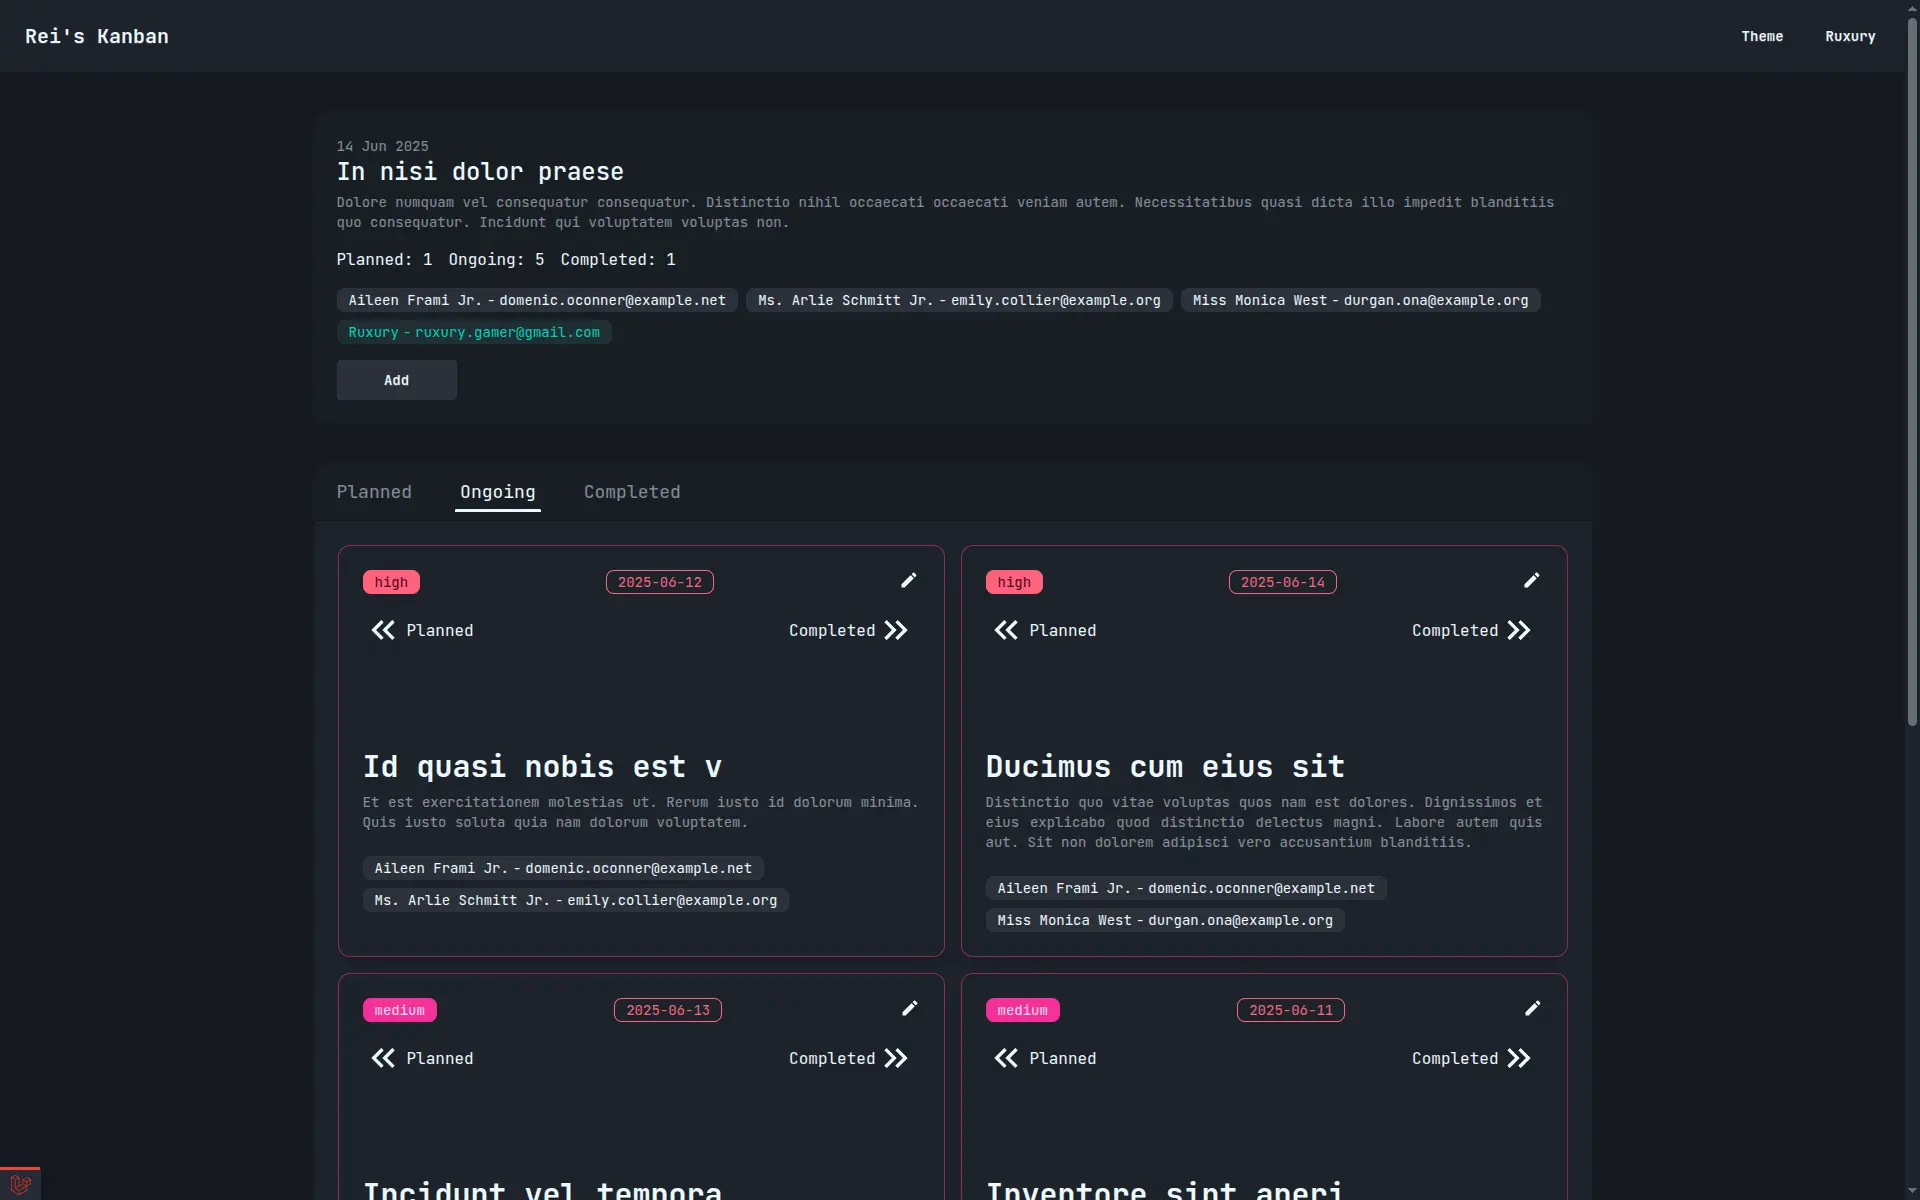 Rei's Kanban
Theme
Ruxury
14 Jun 2025
In nisi dolor praese
Dolore numquam vel consequatur consequatur. Distinctio nihil occaecati occaecati veniam autem. Necessitatibus quasi dicta illo impedit blanditiis
quo consequatur. Incidunt qui voluptatem voluptas non.
Planned: 1 Ongoing: 5 Completed: 1
Aileen Frami Jr. - domenic.oconner@example.net
Ms. Arlie Schmitt Jr. - emily.collier@example.org
Miss Monica West - durgan.ona@example.org
Ruxury - ruxury.gamer@gmail.com
Add
Planned
Ongoing
Completed
high
2025-06-12
Planned
Completed
Id quasi nobis est v
Et est exercitationem molestias ut. Rerum iusto id dolorum minima.
Quis iusto soluta quia nam dolorum voluptatem.
Aileen Frami Jr. - domenic.oconner@example.net
Ms. Arlie Schmitt Jr. - emily.collier@example.org
high
2025-06-14
Planned
Completed
Ducimus cum eius sit
Distinctio quo vitae voluptas quos nam est dolores. Dignissimos et
eius explicabo quod distinctio delectus magni. Labore autem quis
aut. Sit non dolorem adipisci vero accusantium blanditiis.
Aileen Frami Jr. - domenic.oconner@example.net
Miss Monica West - durgan.ona@example.org
medium
2025-06-13
Planned
Completed
Incidunt vel tempora
medium
2025-06-11
Planned
Completed
Inventore sint aperi